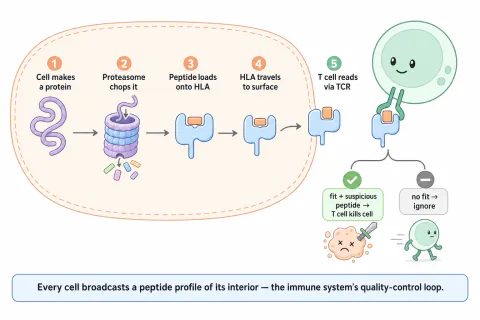 1
Cell makes
a protein
2
Proteasome
chops it
3
Peptide loads
onto HLA
4
HLA travels
to surface
5
T cell reads
via TCR
fit + suspicious
peptide →
T cell kills cell
no fit →
ignore
Every cell broadcasts a peptide profile of its interior — the immune system's quality-control loop.